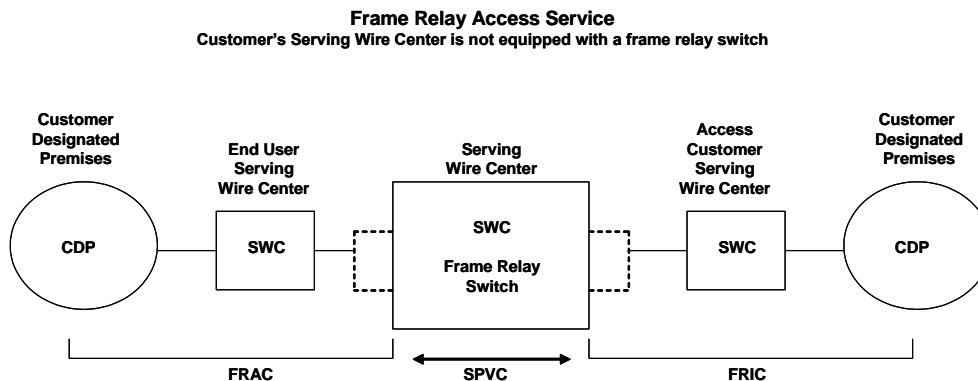 Frame Relay Access Service
Customer's Serving Wire Center is not equipped with a frame relay switch
Customer
Designated
Premises
End User
Serving
Wire Center
Serving
Wire Center
Access
Customer
Serving
Wire Center
Customer
Designated
Premises
CDP
SWC
SWC
Frame Relay
Switch
SWC
CDP
FRAC
SPVC
FRIC